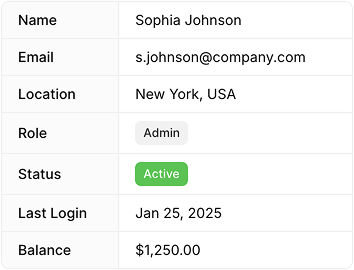 Name Sophia Johnson
Email s.johnson@company.com
Location New York, USA
Role Admin
Status Active
Last Login Jan 25, 2025
Balance $1,250.00